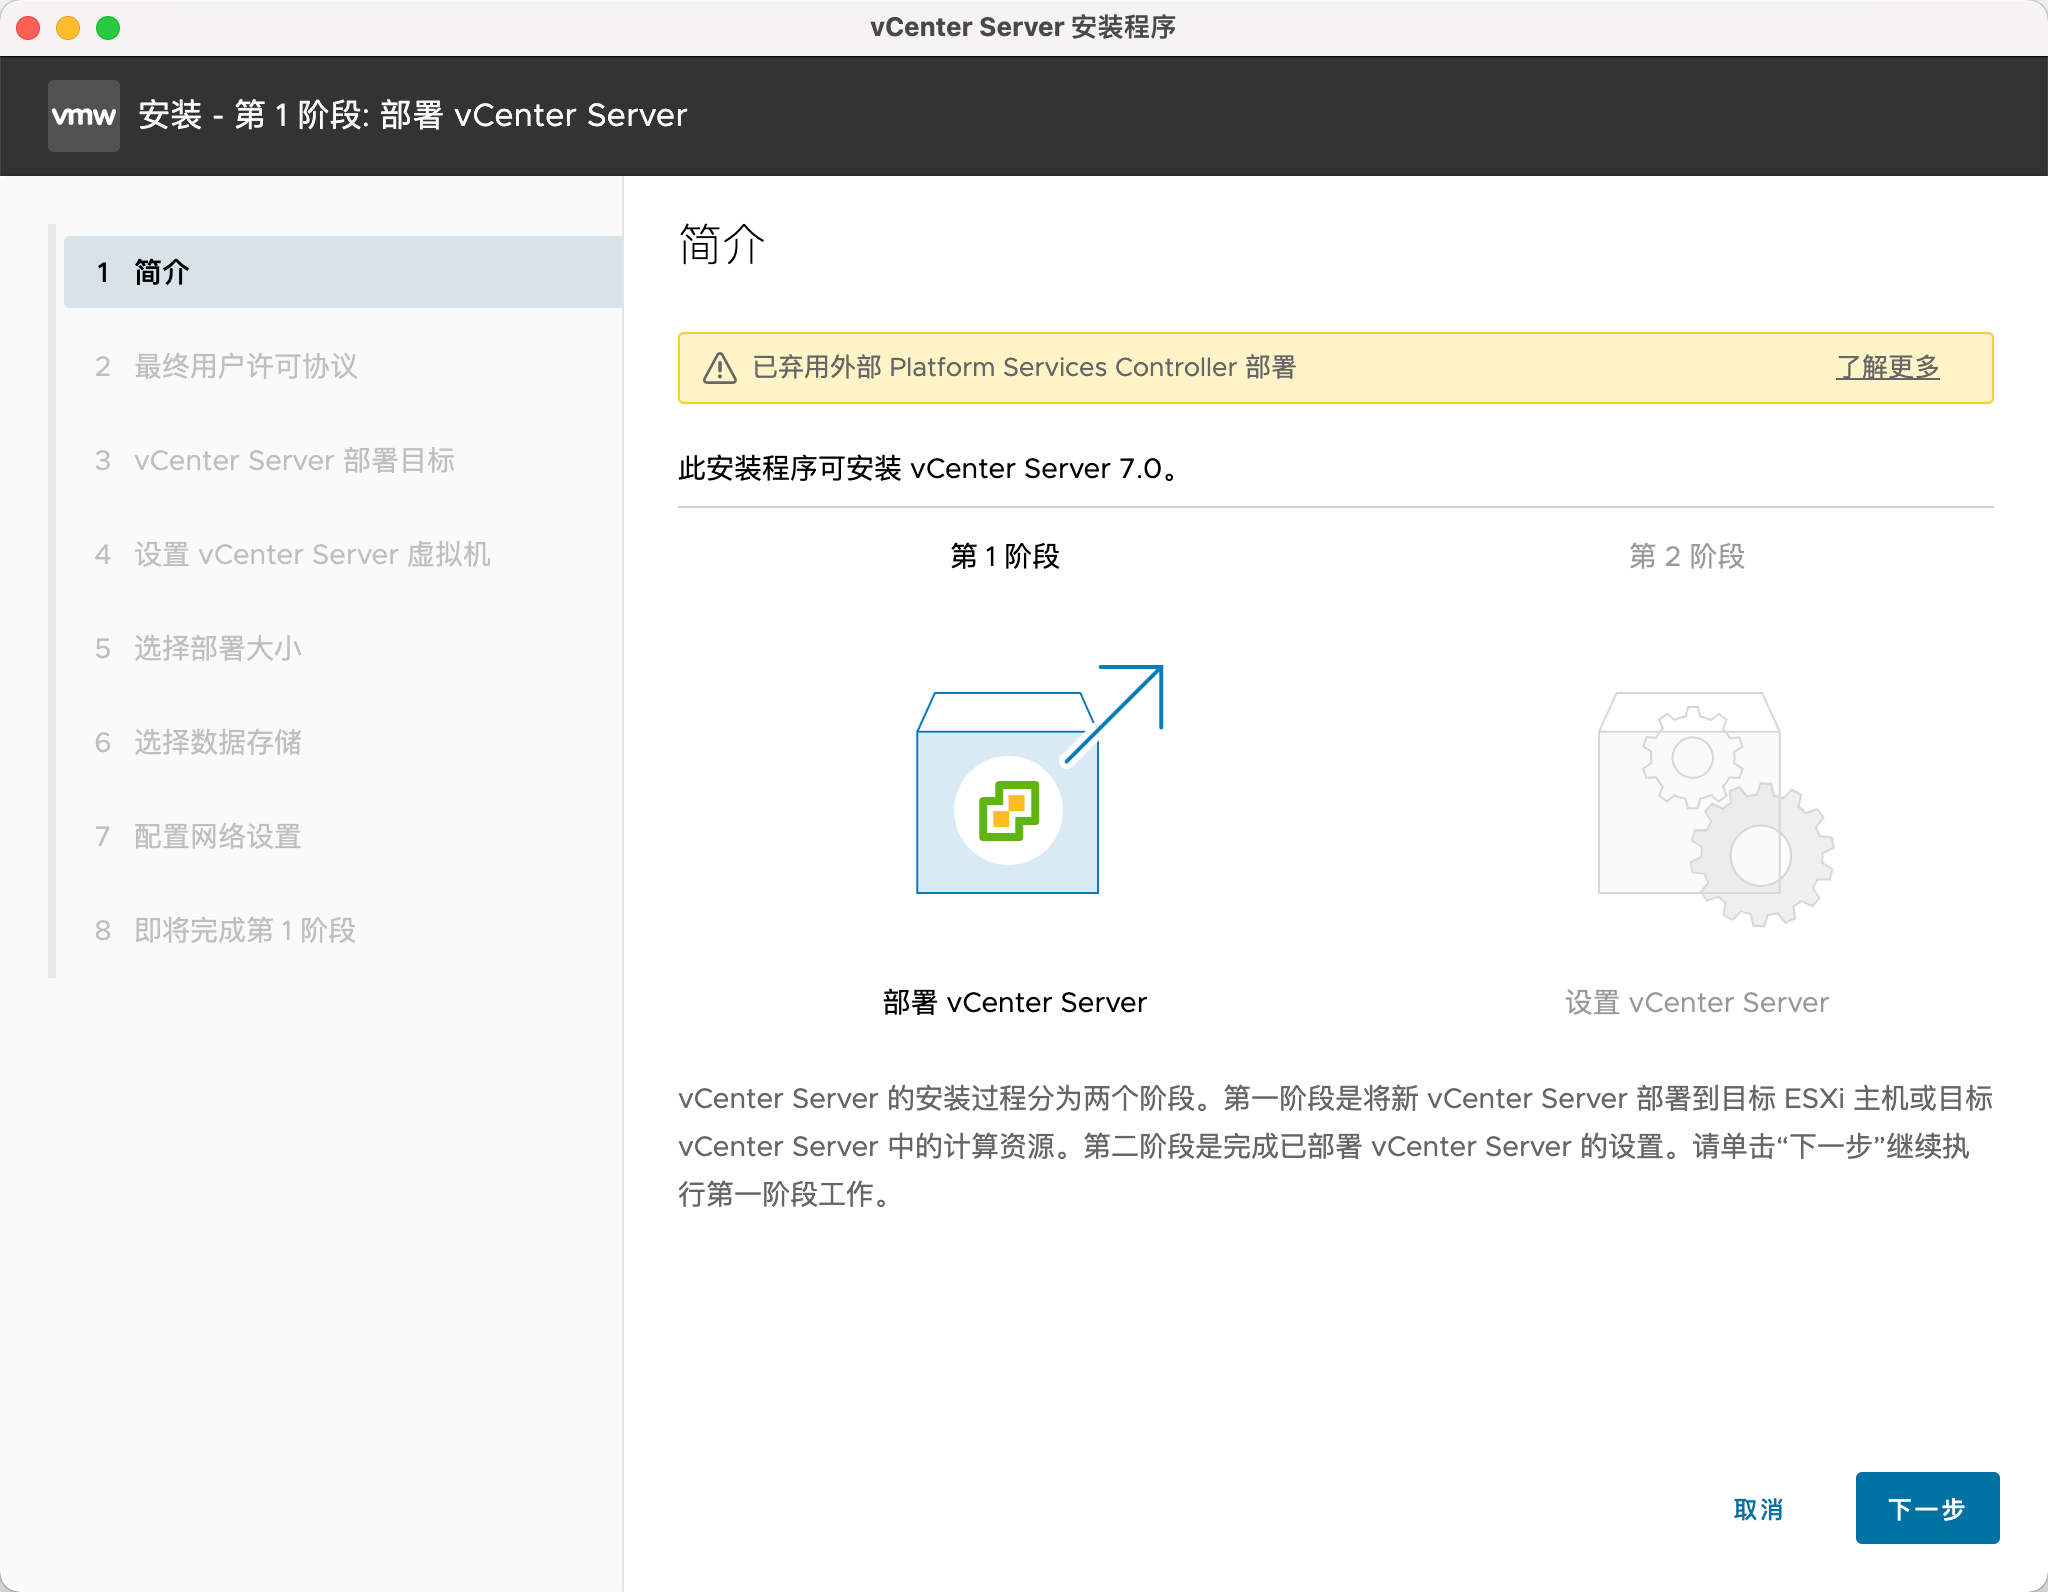 vCenter Server 安装程序
vmw 安装 - 第 1 阶段: 部署 vCenter Server
1 简介
2 最终用户许可协议
3 vCenter Server 部署目标
4 设置 vCenter Server 虚拟机
5 选择部署大小
6 选择数据存储
7 配置网络设置
8 即将完成第 1 阶段
简介
已弃用外部 Platform Services Controller 部署 了解更多
此安装程序可安装 vCenter Server 7.0。
第 1 阶段 第 2 阶段
部署 vCenter Server 设置 vCenter Server
vCenter Server 的安装过程分为两个阶段。第一阶段是将新 vCenter Server 部署到目标 ESXi 主机或目标
vCenter Server 中的计算资源。第二阶段是完成已部署 vCenter Server 的设置。请单击“下一步”继续执
行第一阶段工作。
取消 下一步